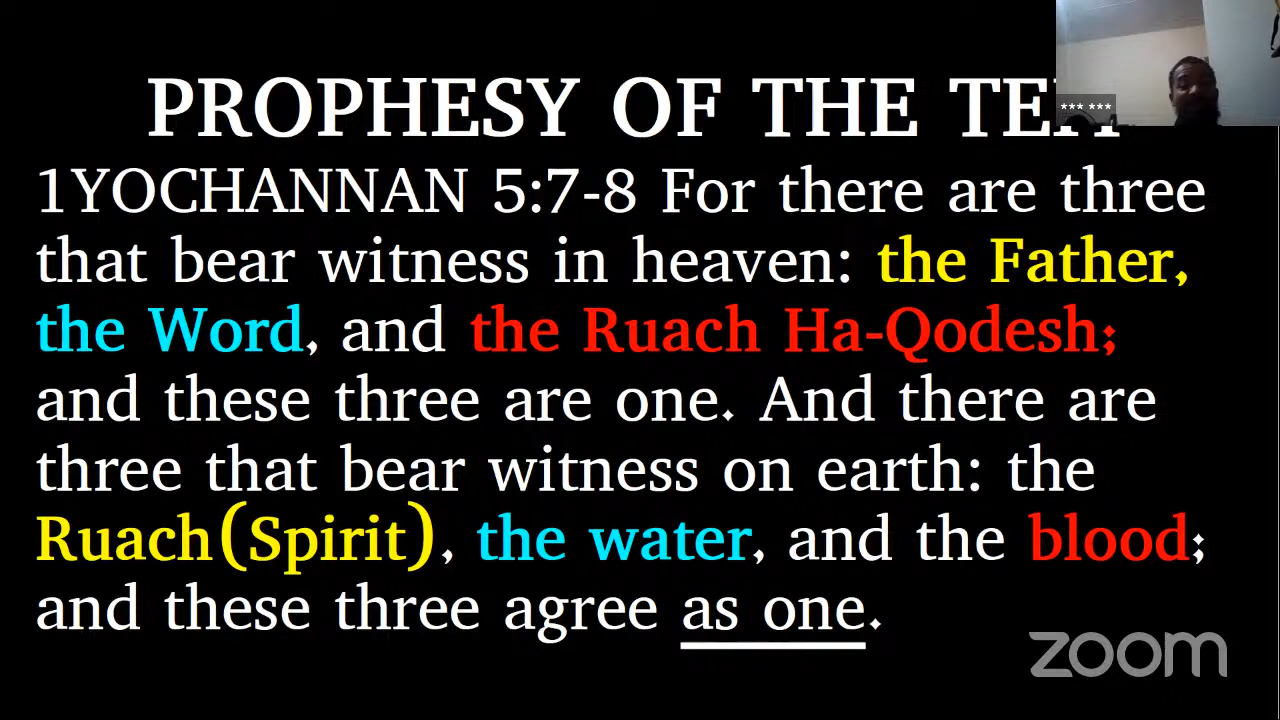 PROPHESY OF THE
*** ***
1YOCHANNAN 5:7-8 For there are three
that bear witness in heaven: the Father,
the Word, and the Ruach Ha-Qodesh;
and these three are one. And there are
three that bear witness on earth: the
Ruach(Spirit), the water, and the blood;
and these three agree as one.
zoom